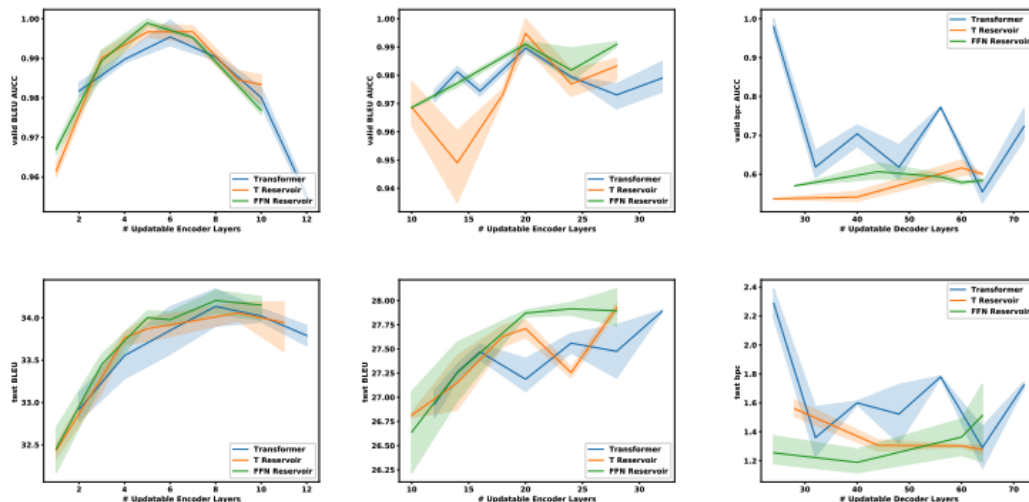 1.00
0.99
0.98
0.97
0.96
valid BLEU AUCC
Transformer
T Reservoir
FFN Reservoir
2 4 6 8 10 12
# Updatable Encoder Layers
1.00
0.99
0.98
0.97
0.96
0.95
0.94
valid BLEU AUCC
Transformer
T Reservoir
FFN Reservoir
10 15 20 25 30
# Updatable Encoder Layers
1.0
0.9
0.8
0.7
0.6
0.5
valid bpc AUCC
Transformer
T Reservoir
FFN Reservoir
30 40 50 60 70
# Updatable Decoder Layers
34.0
33.5
33.0
32.5
test BLEU
Transformer
T Reservoir
FFN Reservoir
2 4 6 8 10 12
# Updatable Encoder Layers
28.00
27.75
27.50
27.25
27.00
26.75
26.50
26.25
test BLEU
Transformer
T Reservoir
FFN Reservoir
10 15 20 25 30
# Updatable Encoder Layers
2.4
2.2
2.0
1.8
1.6
1.4
1.2
test bpc
Transformer
T Reservoir
FFN Reservoir
30 40 50 60 70
# Updatable Decoder Layers